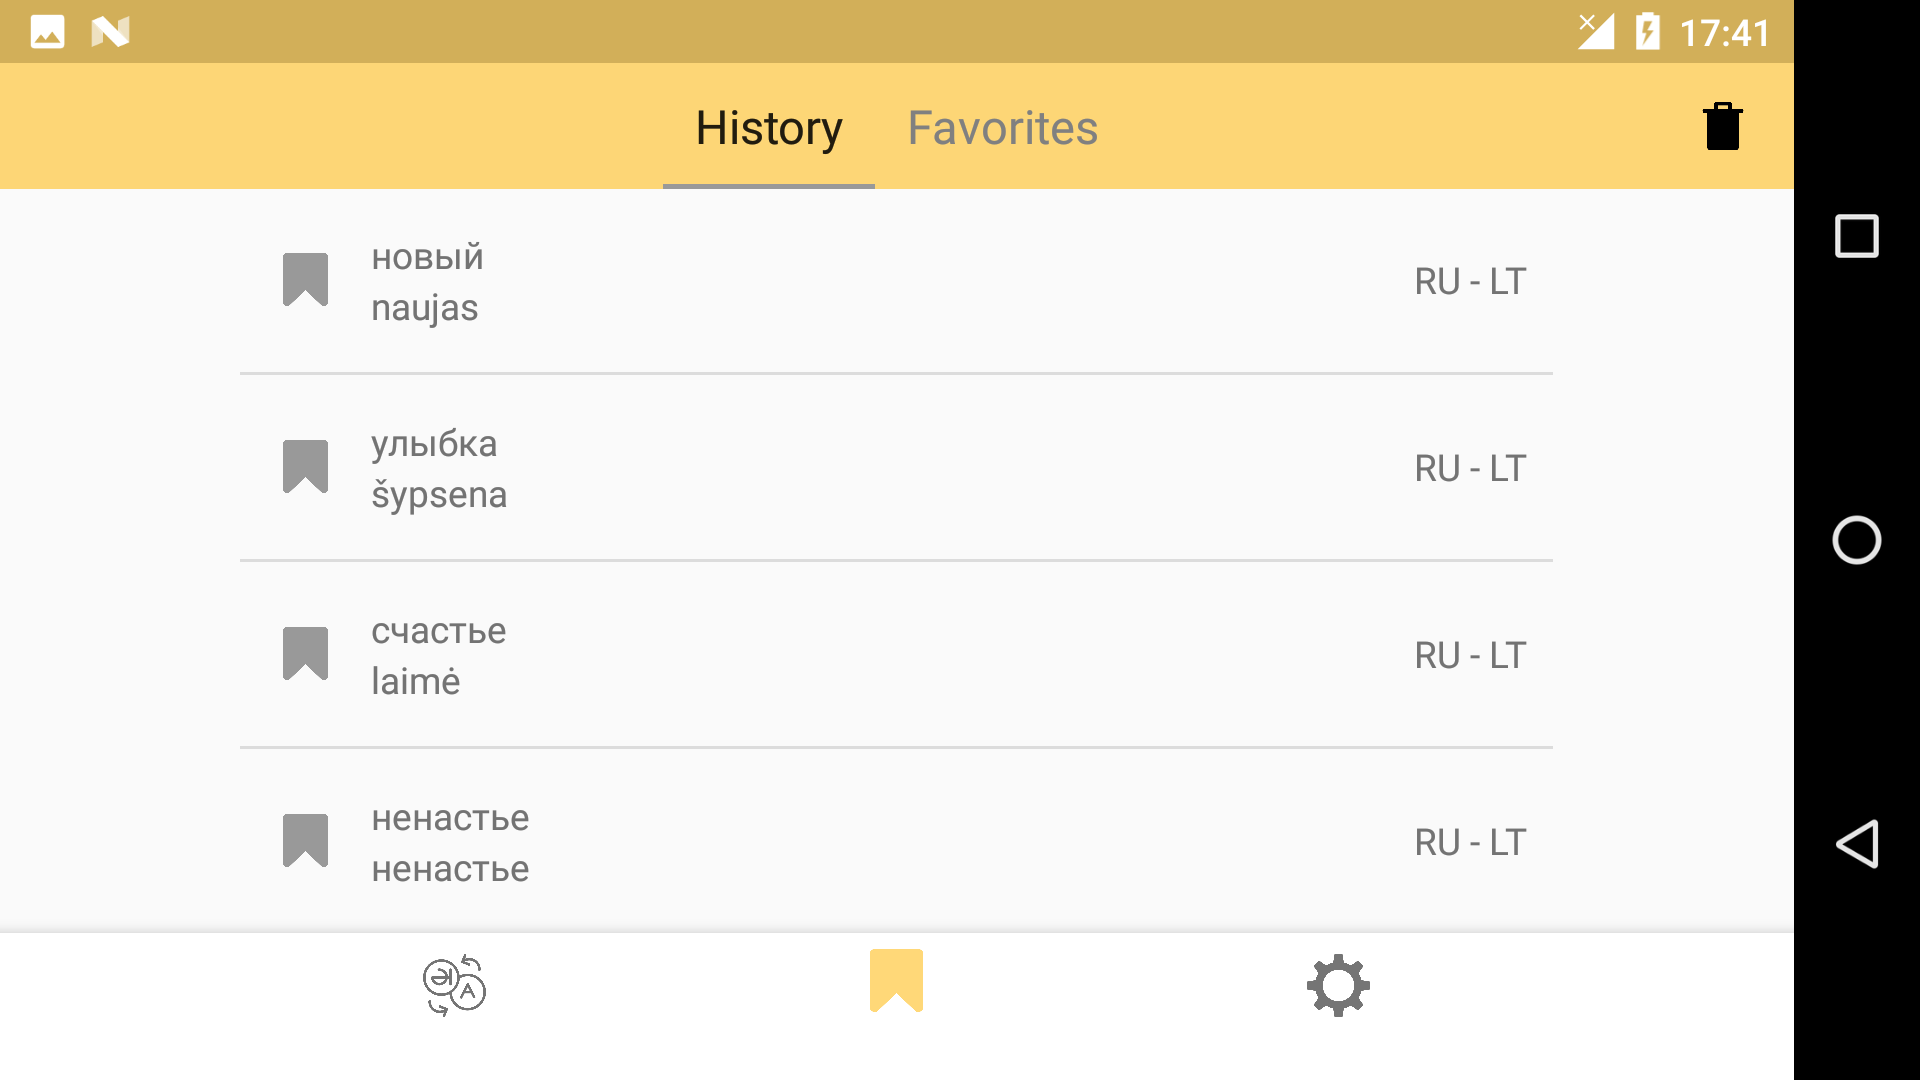 17:41
History Favorites
новый
naujas
RU - LT
улыбка
šypsena
RU - LT
счастье
laimė
RU - LT
ненастье
ненастье
RU - LT